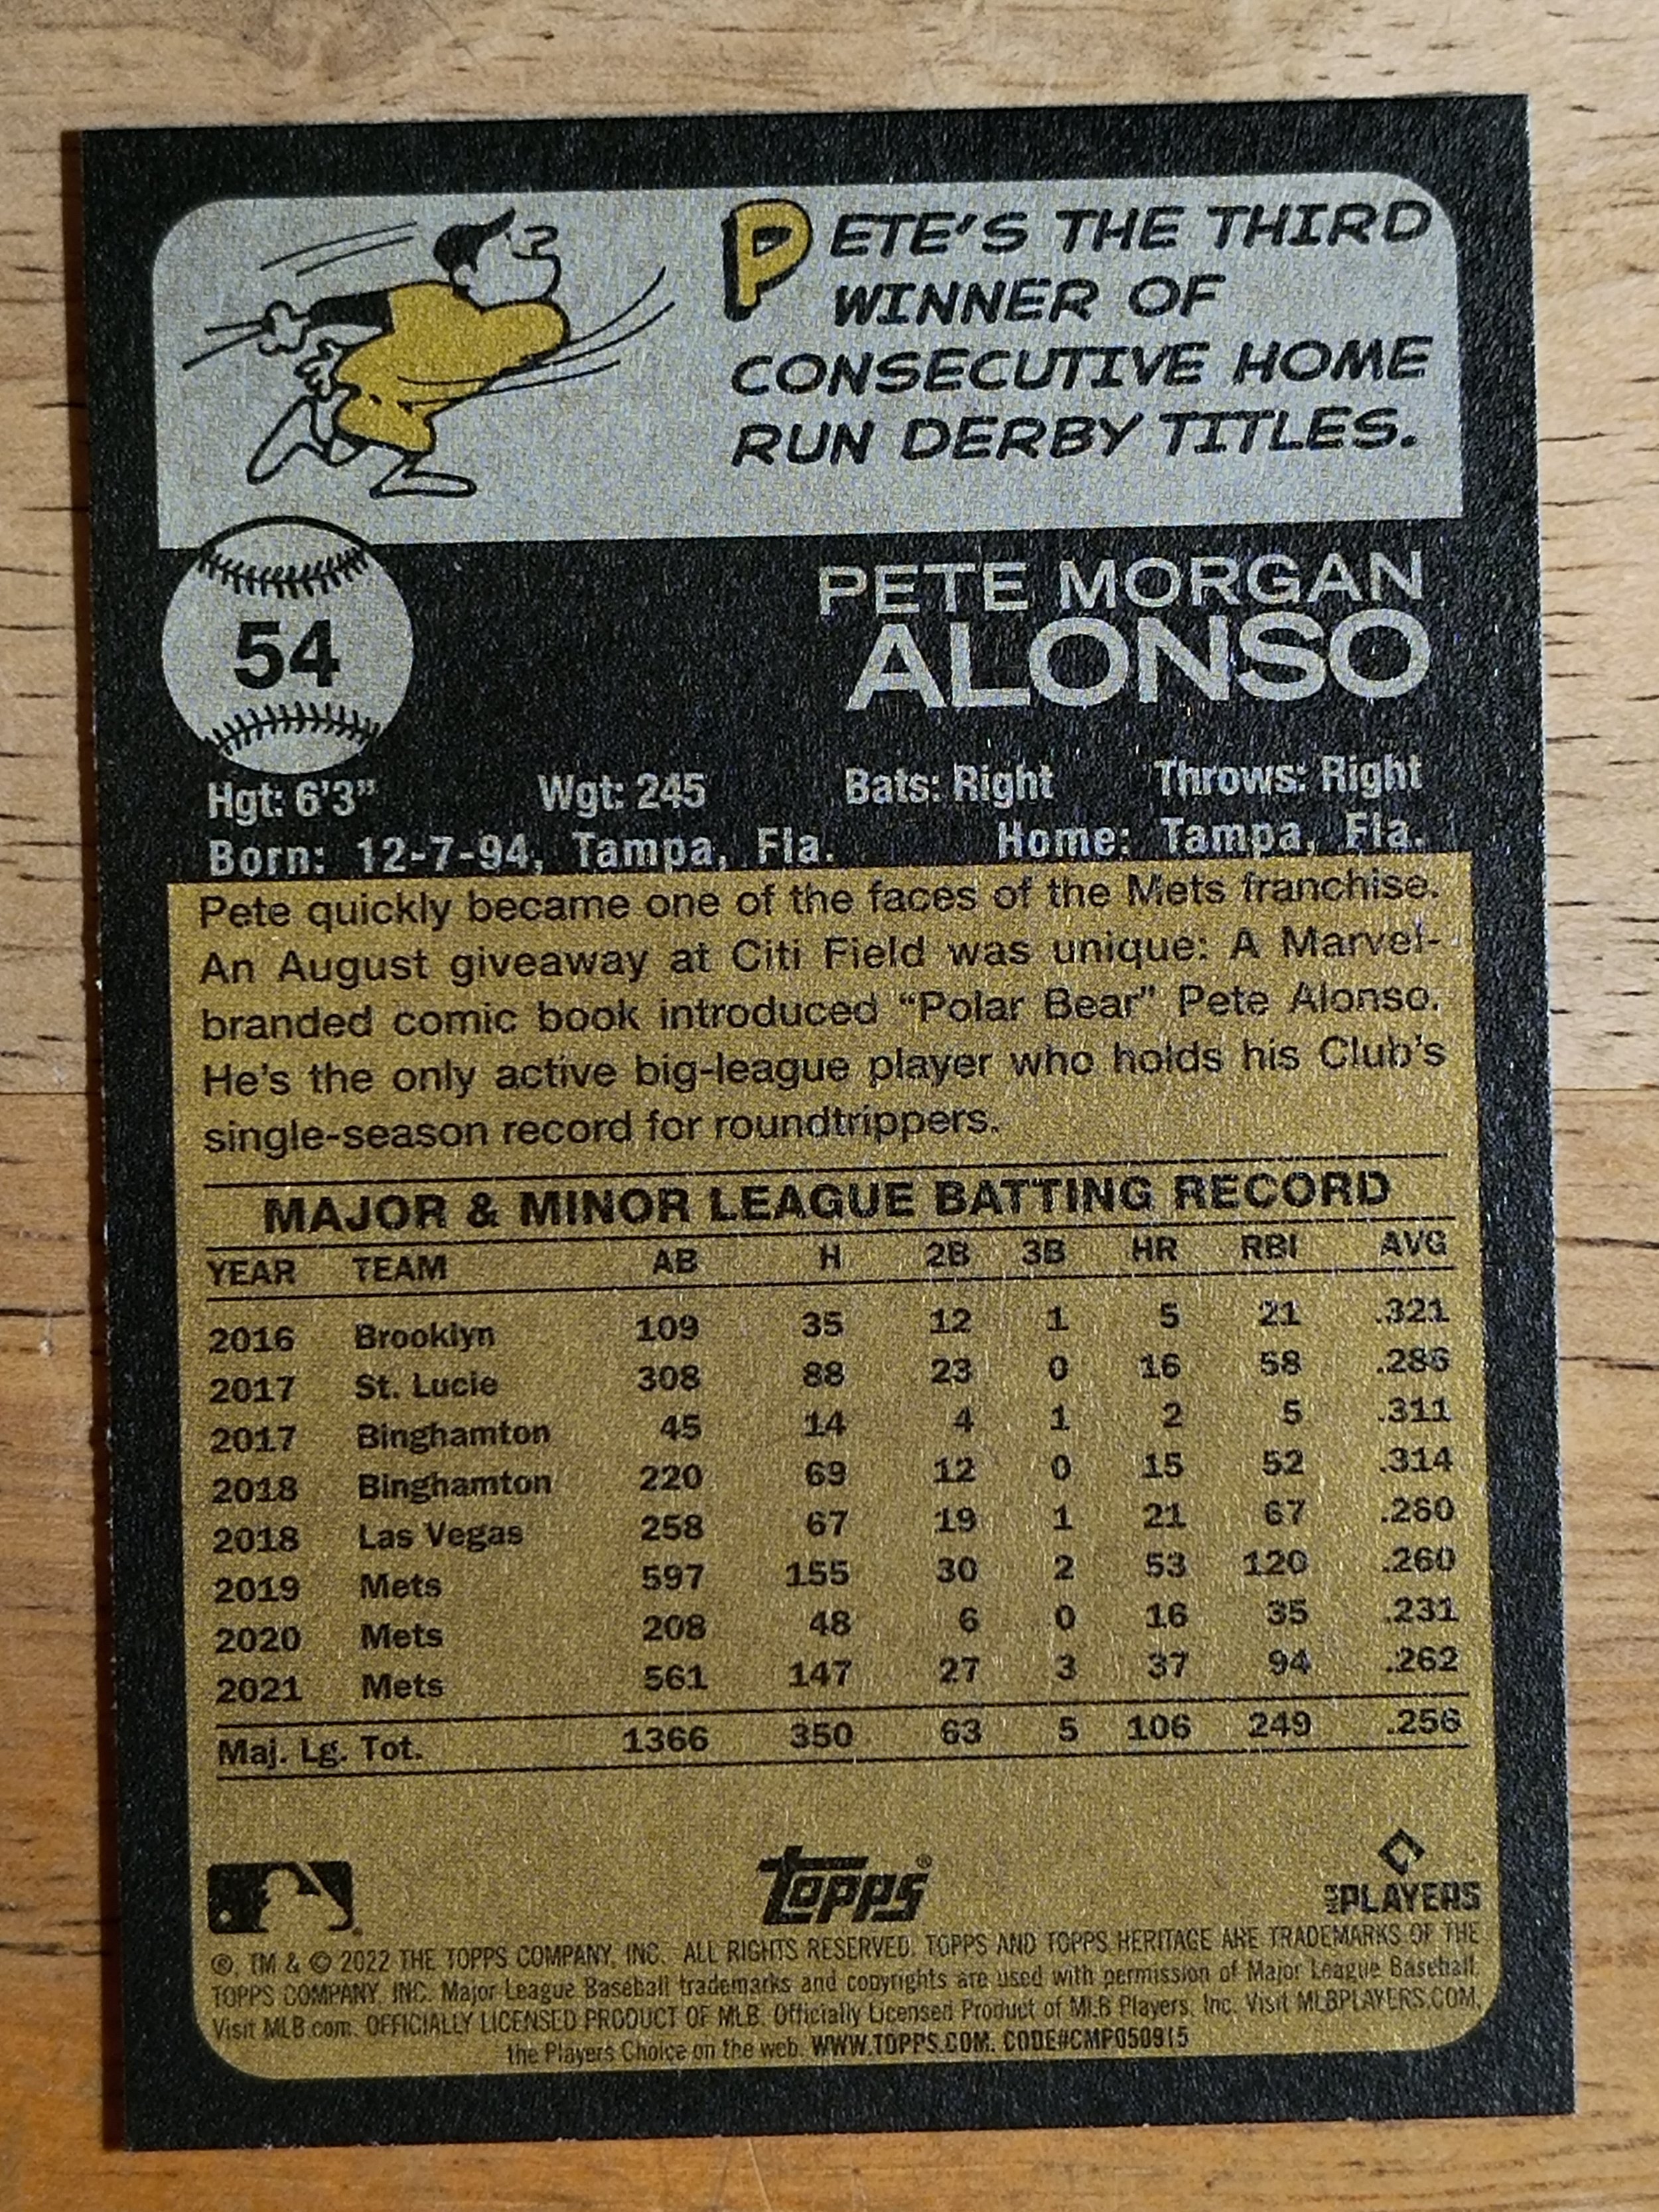 PETE'S THE THIRD
WINNER OF
CONSECUTIVE HOME
RUN DERBY TITLES.
54
PETE MORGAN
ALONSO
Hgt: 6'3" Wgt: 245 Bats: Right Throws: Right
Born: 12-7-94, Tampa, Fla. Home: Tampa, Fla.
Pete quickly became one of the faces of the Mets franchise.
An August giveaway at Citi Field was unique: A Marvel-
branded comic book introduced “Polar Bear” Pete Alonso.
He's the only active big-league player who holds his Club's
single-season record for roundtrippers.
MAJOR & MINOR LEAGUE BATTING RECORD
YEAR TEAM AB H 2B 3B HR RBI AVG
2016 Brooklyn 109 35 12 1 5 21 .321
2017 St. Lucie 308 88 23 0 16 58 .286
2017 Binghamton 45 14 4 1 2 5 .311
2018 Binghamton 220 69 12 0 15 52 .314
2018 Las Vegas 258 67 19 1 21 67 .260
2019 Mets 597 155 30 2 53 120 .260
2020 Mets 208 48 6 0 16 35 .231
2021 Mets 561 147 27 3 37 94 .262
Maj. Lg. Tot. 1366 350 63 5 106 249 .256
topps®
MLB PLAYERS
®, TM & © 2022 THE TOPPS COMPANY, INC. ALL RIGHTS RESERVED. TOPPS AND TOPPS HERITAGE ARE TRADEMARKS OF THE
TOPPS COMPANY, INC. Major League Baseball trademarks and copyrights are used with permission of Major League Baseball.
Visit MLB.com. OFFICIALLY LICENSED PRODUCT OF MLB. Officially Licensed Product of MLB Players, Inc. Visit MLBPLAYERS.COM,
the Players Choice on the web. WWW.TOPPS.COM. CODE#CMP050915